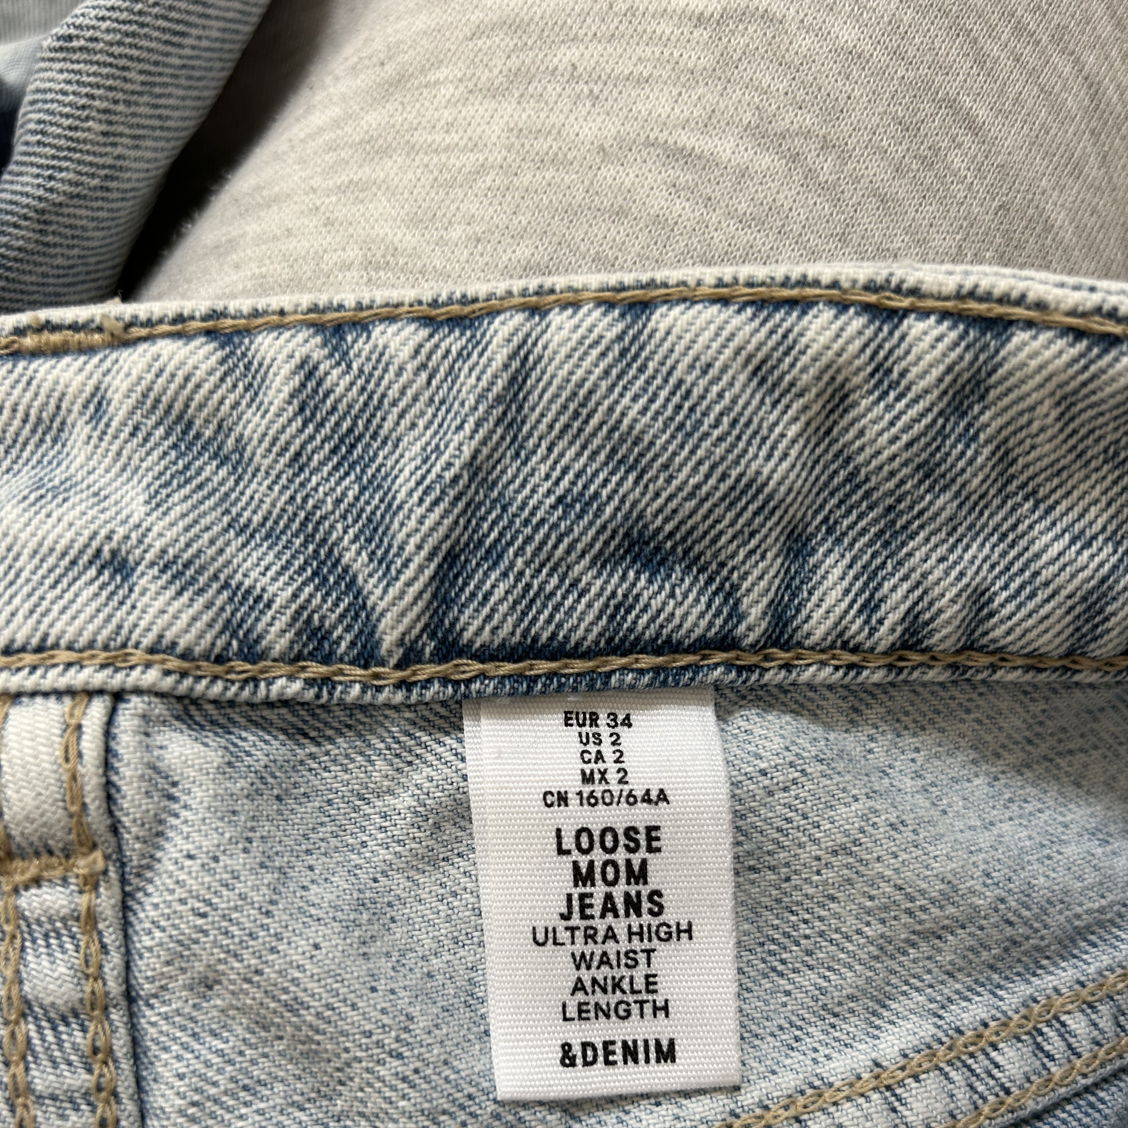 EUR 34
US 2
CA 2
MX 2
CN 160/64A
LOOSE
MOM
JEANS
ULTRA HIGH
WAIST
ANKLE
LENGTH
&DENIM